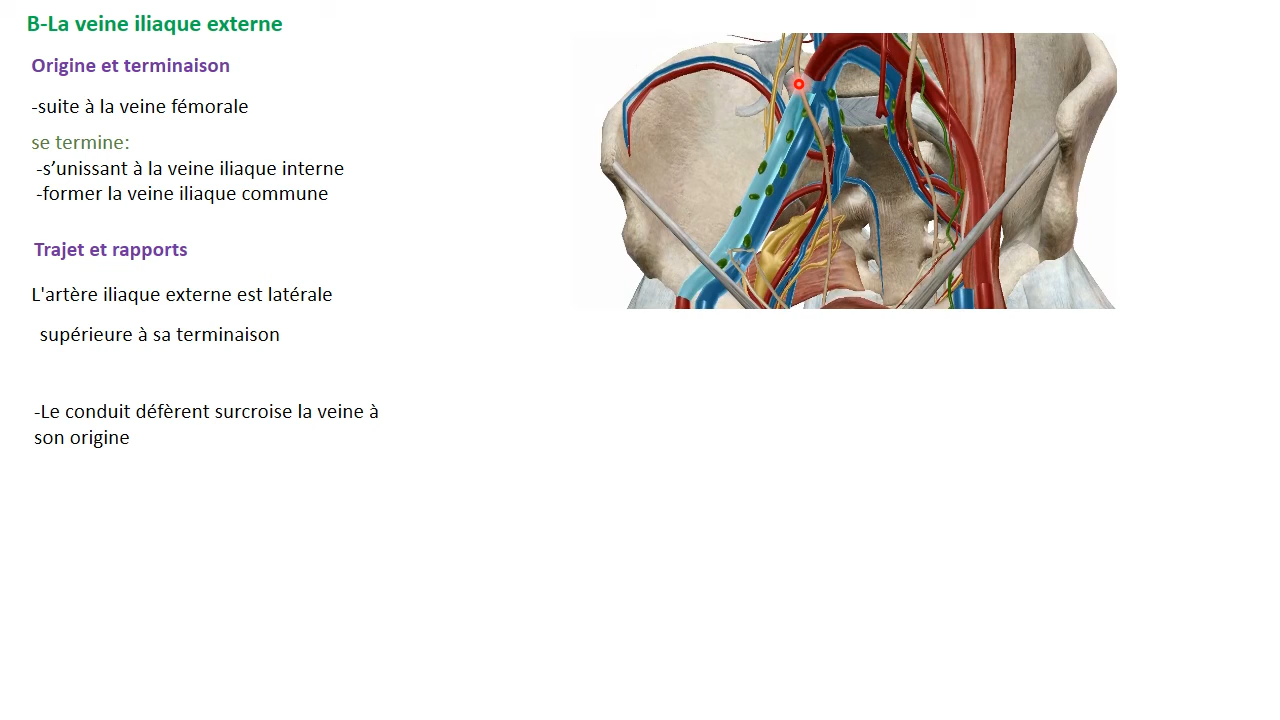 B-La veine iliaque externe
Origine et terminaison
-suite à la veine fémorale
se termine:
-s’unissant à la veine iliaque interne
-former la veine iliaque commune
Trajet et rapports
L'artère iliaque externe est latérale
supérieure à sa terminaison
-Le conduit défèrent surcroise la veine à
son origine